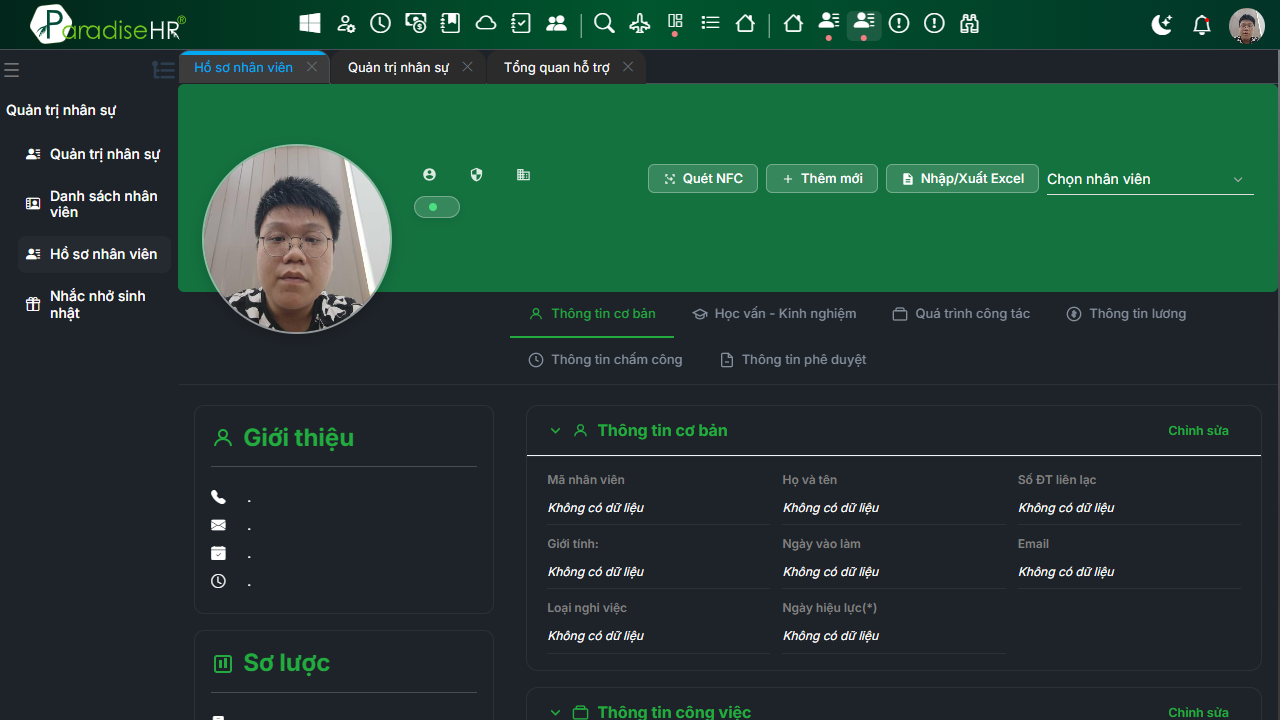 ParadiseHR®
Hồ sơ nhân viên
Quản trị nhân sự
Tổng quan hỗ trợ
Quản trị nhân sự
Quản trị nhân sự
Danh sách nhân
viên
Hồ sơ nhân viên
Nhắc nhở sinh
nhật
Quét NFC
Thêm mới
Nhập/Xuất Excel
Chọn nhân viên
Thông tin cơ bản
Học vấn - Kinh nghiệm
Quá trình công tác
Thông tin lương
Thông tin chấm công
Thông tin phê duyệt
Giới thiệu
.
.
.
.
Sơ lược
Thông tin cơ bản
Chỉnh sửa
Mã nhân viên
Họ và tên
Số ĐT liên lạc
Không có dữ liệu
Không có dữ liệu
Không có dữ liệu
Giới tính:
Ngày vào làm
Email
Không có dữ liệu
Không có dữ liệu
Không có dữ liệu
Loại nghỉ việc
Ngày hiệu lực(*)
Không có dữ liệu
Không có dữ liệu
Thông tin công việc
Chỉnh sửa